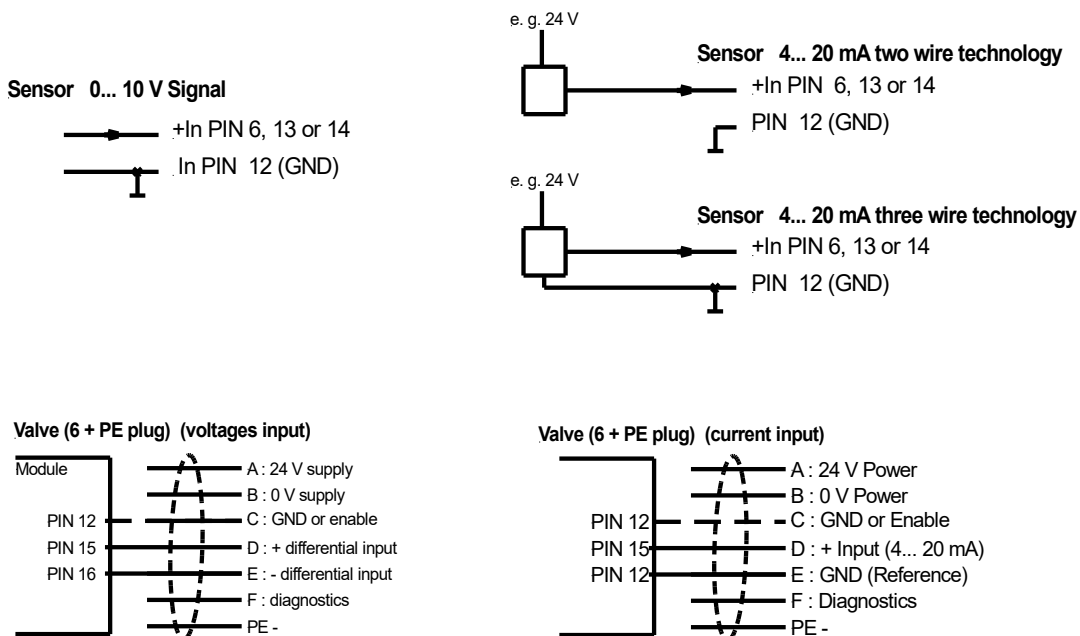 Sensor 0... 10 V Signal
+In PIN 6, 13 or 14
In PIN 12 (GND)
e. g. 24 V
Sensor 4... 20 mA two wire technology
+In PIN 6, 13 or 14
PIN 12 (GND)
e. g. 24 V
Sensor 4... 20 mA three wire technology
+In PIN 6, 13 or 14
PIN 12 (GND)
Valve (6 + PE plug) (voltages input)
Module
A : 24 V supply
B : 0 V supply
PIN 12 C : GND or enable
PIN 15 D : + differential input
PIN 16 E : - differential input
F : diagnostics
PE -
Valve (6 + PE plug) (current input)
A : 24 V Power
B : 0 V Power
PIN 12 C : GND or Enable
PIN 15 D : + Input (4... 20 mA)
PIN 12 E : GND (Reference)
F : Diagnostics
PE -